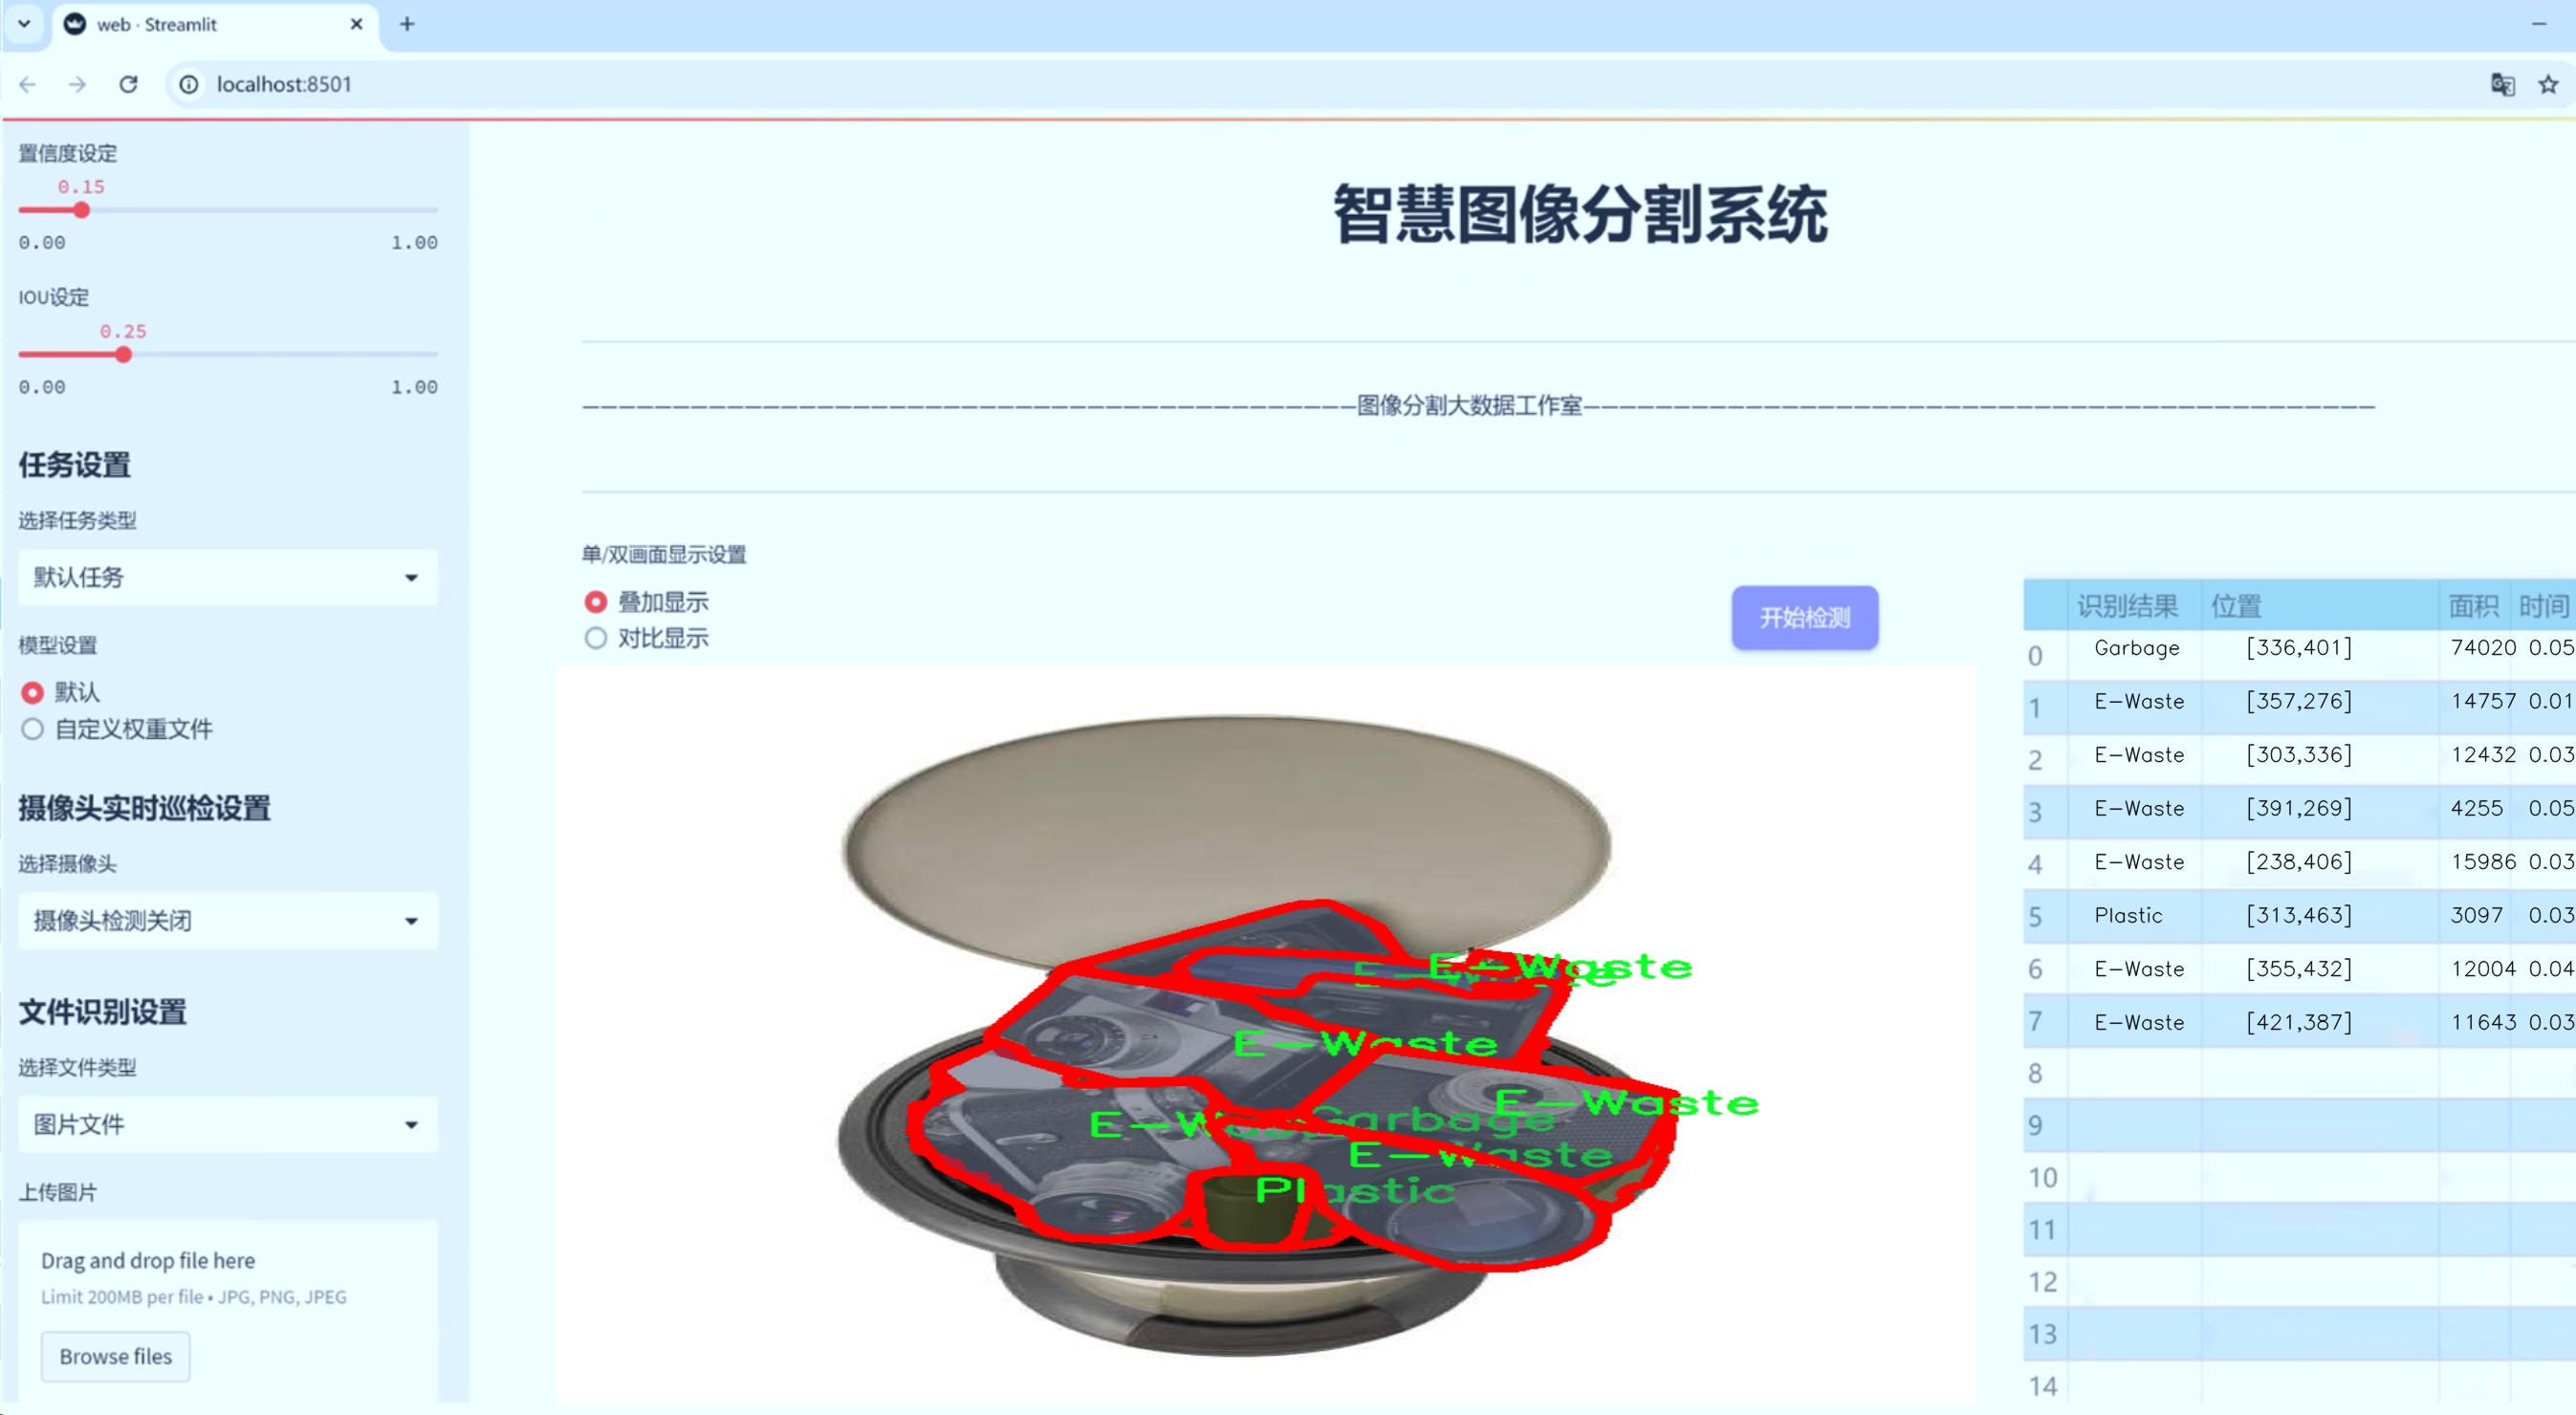 web · Streamlit
localhost:8501
置信度设定
0.15
0.00 1.00
IOU设定
0.25
0.00 1.00
任务设置
选择任务类型
默认任务
模型设置
默认
自定义权重文件
摄像头实时巡检设置
选择摄像头
摄像头检测关闭
文件识别设置
选择文件类型
图片文件
上传图片
Drag and drop file here
Limit 200MB per file • JPG, PNG, JPEG
Browse files
智慧图像分割系统
图像分割大数据工作室
单/双画面显示设置
叠加显示
对比显示
开始检测
E-Waste
E-Waste
E-Waste
E-Waste
Garbage
E-Waste
Plastic
识别结果 位置 面积 时间
0 Garbage [336,401] 74020 0.05
1 E-Waste [357,276] 14757 0.01
2 E-Waste [303,336] 12432 0.03
3 E-Waste [391,269] 4255 0.05
4 E-Waste [238,406] 15986 0.03
5 Plastic [313,463] 3097 0.03
6 E-Waste [355,432] 12004 0.04
7 E-Waste [421,387] 11643 0.03
8
9
10
11
12
13
14